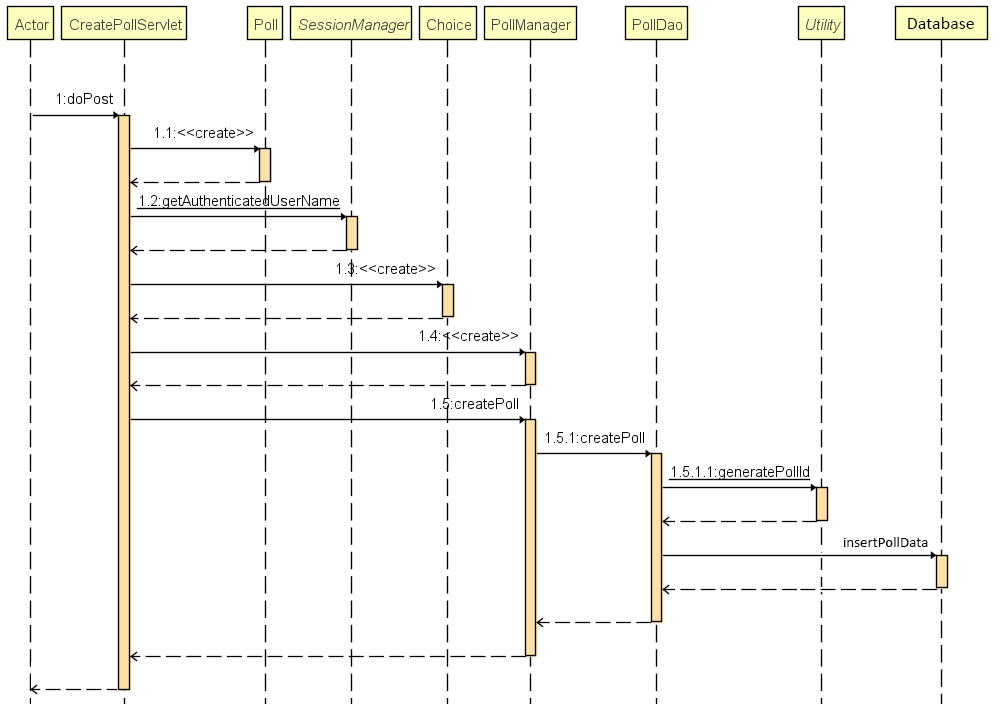 Actor CreatePollServlet Poll SessionManager Choice PollManager PollDao Utility Database
1:doPost
1.1:<<create>>
1.2:getAuthenticatedUserName
1.3:<<create>>
1.4:<<create>>
1.5:createPoll
1.5.1:createPoll
1.5.1.1:generatePollId
insertPollData